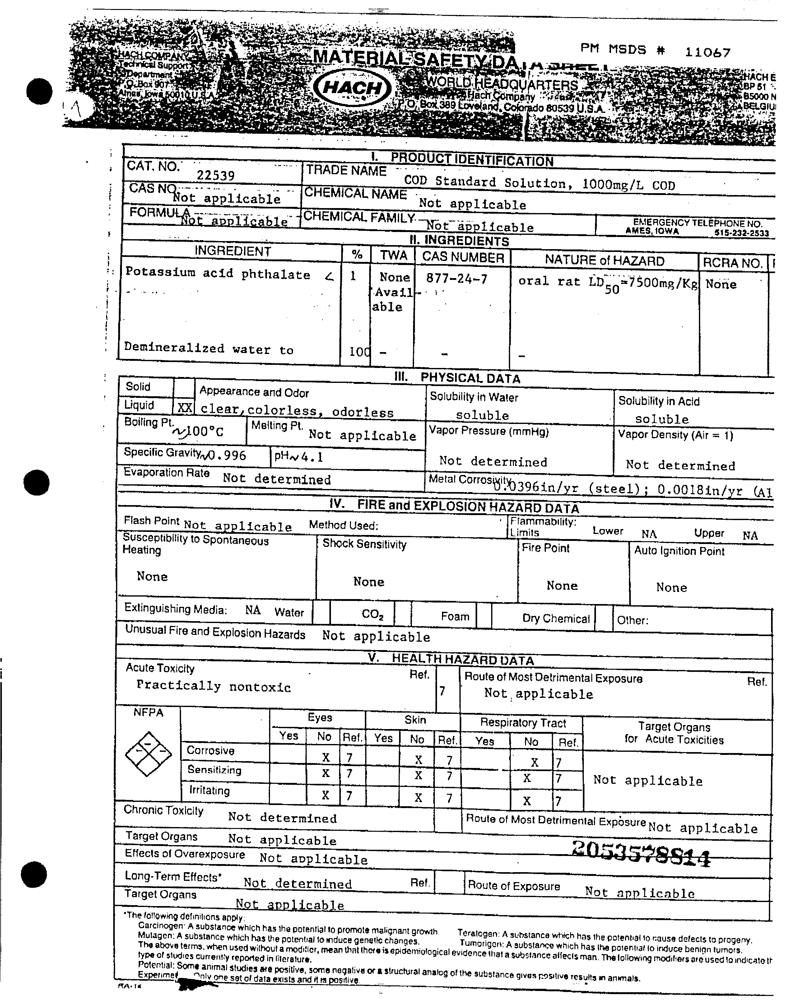 PM MSDS # 11067
HACH COMPANY
Technical Support
Department
P.O. Box 907
Ames, Iowa 50010 U.S.A.
MATERIAL SAFETY DATA SHEET
HACH
WORLD HEADQUARTERS
Hach Company
P.O. Box 389 Loveland, Colorado 80539 U.S.A.
HACH E
BP 51
B5000 N
BELGIU
I. PRODUCT IDENTIFICATION
CAT. NO. 22539 TRADE NAME COD Standard Solution, 1000mg/L COD
CAS NO. Not applicable CHEMICAL NAME Not applicable
FORMULA Not applicable CHEMICAL FAMILY Not applicable EMERGENCY TELEPHONE NO.
AMES, IOWA 515-232-2533
II. INGREDIENTS
INGREDIENT % TWA CAS NUMBER NATURE of HAZARD RCRA NO.
Potassium acid phthalate < 1 None Available 877-24-7 oral rat LD50=7500mg/Kg None
Demineralized water to 100 - - -
III. PHYSICAL DATA
Solid Appearance and Odor Solubility in Water Solubility in Acid
Liquid XX clear, colorless, odorless soluble soluble
Boiling Pt. ~100°C Melting Pt. Not applicable Vapor Pressure (mmHg) Vapor Density (Air = 1)
Specific Gravity ~0.996 pH ~4.1 Not determined Not determined
Evaporation Rate Not determined Metal Corrosivity 0.0396in/yr (steel); 0.0018in/yr (Al
IV. FIRE and EXPLOSION HAZARD DATA
Flash Point Not applicable Method Used: Flammability: Limits Lower NA Upper NA
Susceptibility to Spontaneous Heating Shock Sensitivity Fire Point Auto Ignition Point
None None None None
Extinguishing Media: NA Water CO2 Foam Dry Chemical Other:
Unusual Fire and Explosion Hazards Not applicable
V. HEALTH HAZARD DATA
Acute Toxicity Ref. Route of Most Detrimental Exposure Ref.
Practically nontoxic 7 Not applicable
NFPA Eyes Skin Respiratory Tract Target Organs
for Acute Toxicities
Yes No Ref. Yes No Ref. Yes No Ref.
Corrosive X 7 X 7 X 7
Sensitizing X 7 X 7 X 7 Not applicable
Irritating X 7 X 7 X 7
Chronic Toxicity Not determined Route of Most Detrimental Exposure Not applicable
Target Organs Not applicable
2053578814
Effects of Overexposure Not applicable
Long-Term Effects* Not determined Ref. Route of Exposure Not applicable
Target Organs Not applicable
*The following definitions apply:
Carcinogen: A substance which has the potential to promote malignant growth Teralogen: A substance which has the potential to cause defects to progeny.
Mutagen: A substance which has the potential to induce genetic changes. Tumorigen: A substance which has the potential to induce benign tumors.
The above terms, when used without a modifier, mean that there is epidemiological evidence that a substance affects man. The following modifiers are used to indicate th
type of studies currently reported in literature.
Potential: Some animal studies are positive, some negative or a structural analog of the substance gives positive results in animals.
Only one set of data exists and it is positive.
RA-14